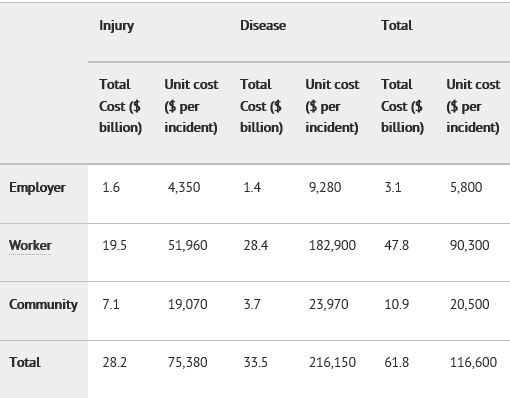 Injury Disease Total
Total Unit cost Total Unit cost Total Unit cost
Cost ($ ($ per Cost ($ ($ per Cost ($ ($ per
billion) incident) billion) incident) billion) incident)
Employer 1.6 4,350 1.4 9,280 3.1 5,800
Worker 19.5 51,960 28.4 182,900 47.8 90,300
Community 7.1 19,070 3.7 23,970 10.9 20,500
Total 28.2 75,380 33.5 216,150 61.8 116,600